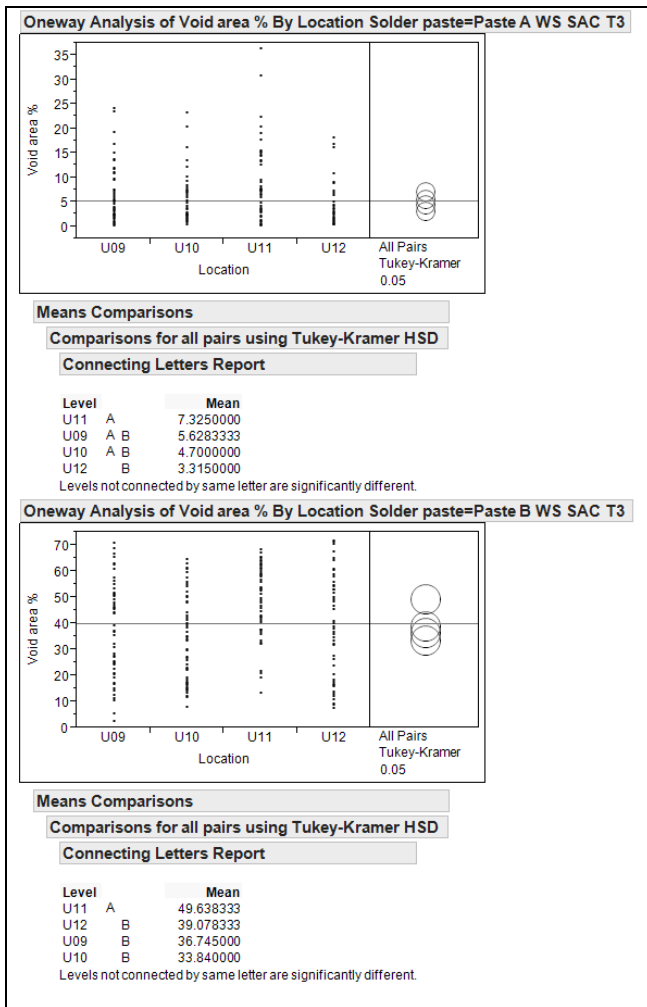 Oneway Analysis of Void area % By Location Solder paste=Paste A WS SAC T3
Void area %
35
30
25
20
15
10
5
0
U09 U10 U11 U12
Location
All Pairs
Tukey-Kramer
0.05
Means Comparisons
Comparisons for all pairs using Tukey-Kramer HSD
Connecting Letters Report
Level Mean
U11 A 7.3250000
U09 A B 5.6283333
U10 A B 4.7000000
U12 B 3.3150000
Levels not connected by same letter are significantly different.
Oneway Analysis of Void area % By Location Solder paste=Paste B WS SAC T3
Void area %
70
60
50
40
30
20
10
0
U09 U10 U11 U12
Location
All Pairs
Tukey-Kramer
0.05
Means Comparisons
Comparisons for all pairs using Tukey-Kramer HSD
Connecting Letters Report
Level Mean
U11 A 49.638333
U12 B 39.078333
U09 B 36.745000
U10 B 33.840000
Levels not connected by same letter are significantly different.